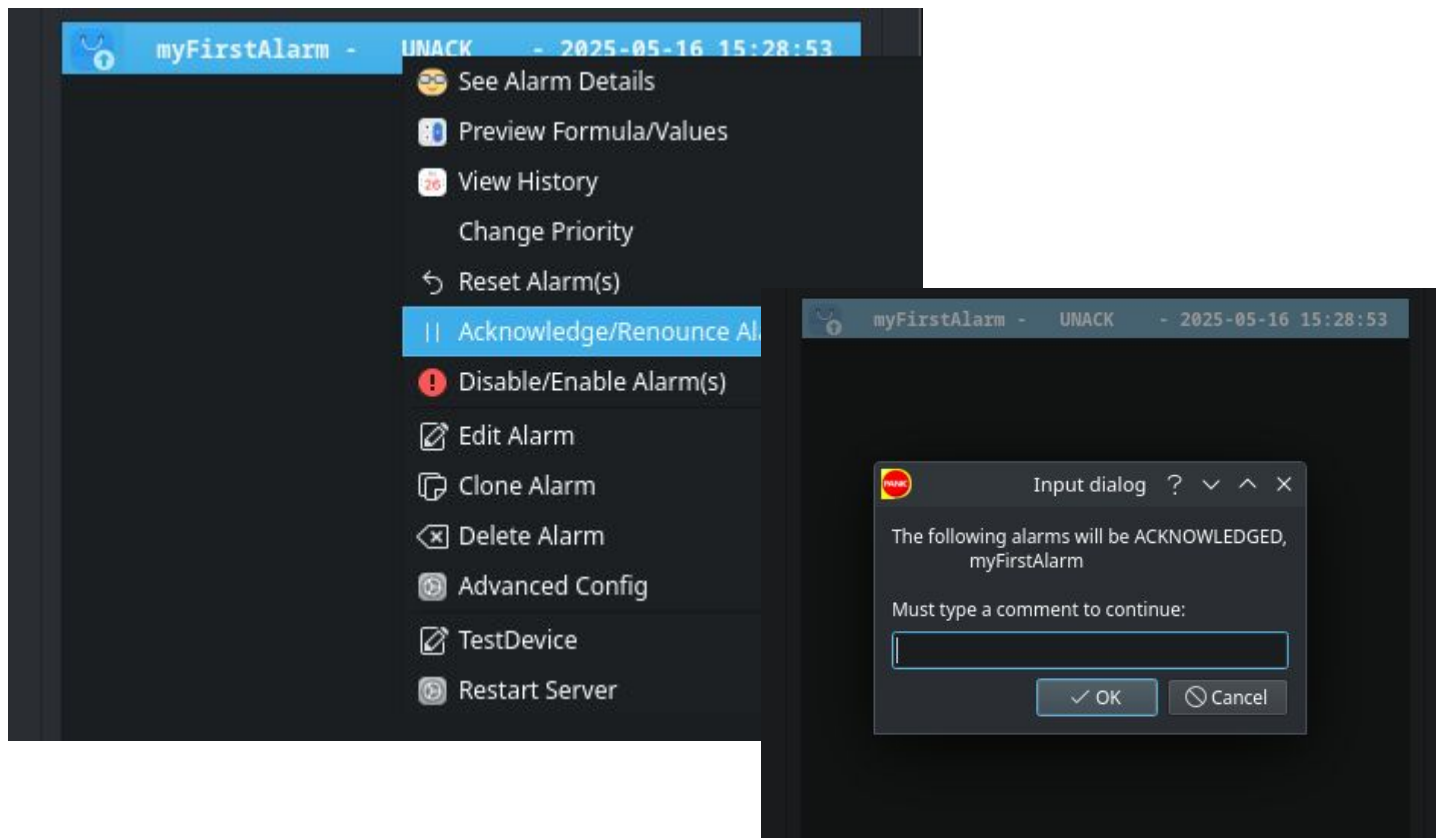 myFirstAlarm - UNACK - 2025-05-16 15:28:53
See Alarm Details
Preview Formula/Values
26
View History
Change Priority
Reset Alarm(s)
Acknowledge/Renounce
Disable/Enable Alarm(s)
Edit Alarm
Clone Alarm
Delete Alarm
Advanced Config
TestDevice
Restart Server
myFirstAlarm - UNACK - 2025-05-16 15:28:53
PANIC
Input dialog
The following alarms will be ACKNOWLEDGED,
myFirstAlarm
Must type a comment to continue:
OK
Cancel